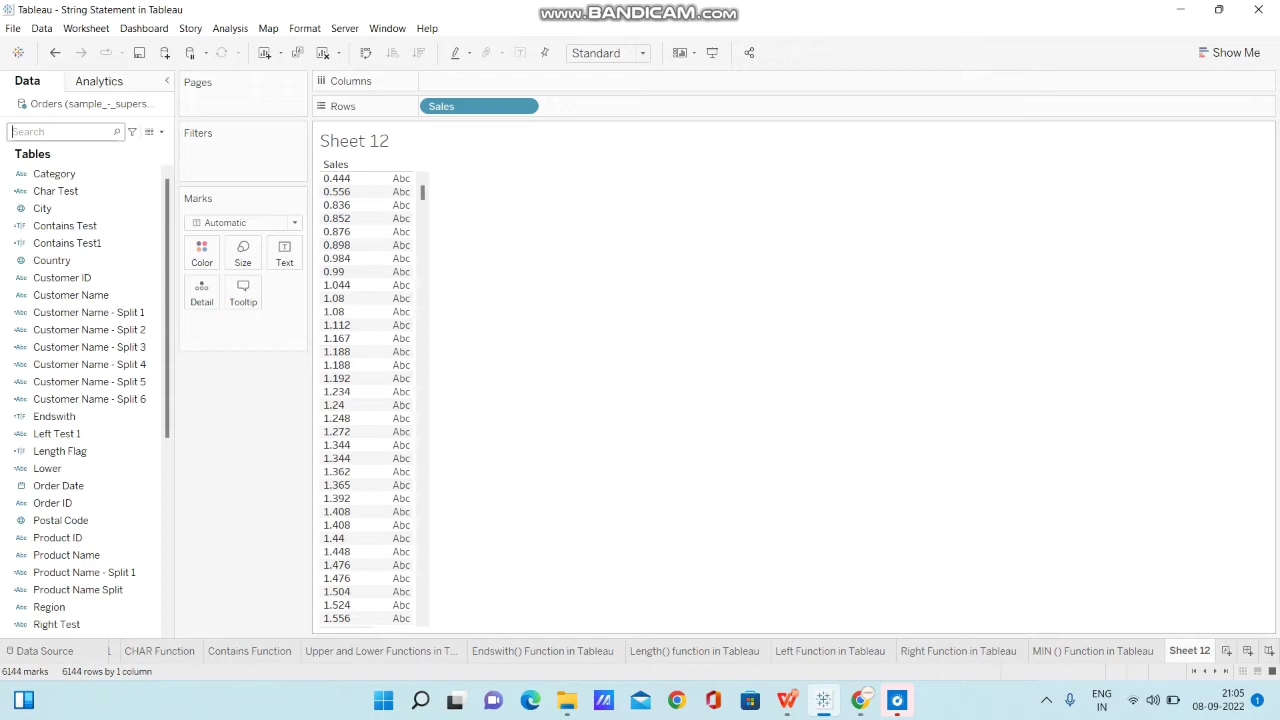 Tableau - String Statement in Tableau
www.BANDICAM.com
File Data Worksheet Dashboard Story Analysis Map Format Server Window Help
Standard
Show Me
Data Analytics
Orders (sample_-_supers...
Search
Tables
Category
Char Test
City
Contains Test
Contains Test1
Country
Customer ID
Customer Name
Customer Name - Split 1
Customer Name - Split 2
Customer Name - Split 3
Customer Name - Split 4
Customer Name - Split 5
Customer Name - Split 6
Endswith
Left Test 1
Length Flag
Lower
Order Date
Order ID
Postal Code
Product ID
Product Name
Product Name - Split 1
Product Name Split
Region
Right Test
Pages
Filters
Marks
Automatic
Color Size Text
Detail Tooltip
Columns
Rows Sales
Sheet 12
Sales
0.444 Abc
0.556 Abc
0.836 Abc
0.852 Abc
0.876 Abc
0.898 Abc
0.984 Abc
0.99 Abc
1.044 Abc
1.08 Abc
1.08 Abc
1.112 Abc
1.167 Abc
1.188 Abc
1.188 Abc
1.192 Abc
1.234 Abc
1.24 Abc
1.248 Abc
1.272 Abc
1.344 Abc
1.344 Abc
1.362 Abc
1.365 Abc
1.392 Abc
1.408 Abc
1.408 Abc
1.44 Abc
1.448 Abc
1.476 Abc
1.476 Abc
1.504 Abc
1.524 Abc
1.556 Abc
Data Source CHAR Function Contains Function Upper and Lower Functions in T... Endswith() Function in Tableau Length() function in Tableau Left Function in Tableau Right Function in Tableau MIN () Function in Tableau Sheet 12
6144 marks 6144 rows by 1 column
ENG
IN
21:05
08-09-2022
1